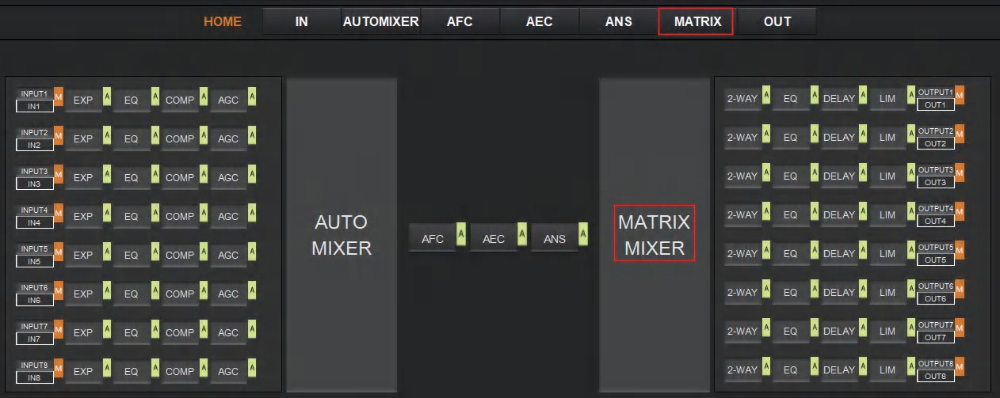 HOME IN AUTOMIXER AFC AEC ANS MATRIX OUT
INPUT1 M EXP A EQ A COMP A AGC A
IN1
INPUT2 M EXP A EQ A COMP A AGC A
IN2
INPUT3 M EXP A EQ A COMP A AGC A
IN3
INPUT4 M EXP A EQ A COMP A AGC A
IN4
INPUT5 M EXP A EQ A COMP A AGC A
IN5
INPUT6 M EXP A EQ A COMP A AGC A
IN6
INPUT7 M EXP A EQ A COMP A AGC A
IN7
INPUT8 M EXP A EQ A COMP A AGC A
IN8
AUTO
MIXER
AFC A AEC A ANS A
MATRIX
MIXER
2-WAY A EQ A DELAY A LIM A OUTPUT1 M
OUT1
2-WAY A EQ A DELAY A LIM A OUTPUT2 M
OUT2
2-WAY A EQ A DELAY A LIM A OUTPUT3 M
OUT3
2-WAY A EQ A DELAY A LIM A OUTPUT4 M
OUT4
2-WAY A EQ A DELAY A LIM A OUTPUT5 M
OUT5
2-WAY A EQ A DELAY A LIM A OUTPUT6 M
OUT6
2-WAY A EQ A DELAY A LIM A OUTPUT7 M
OUT7
2-WAY A EQ A DELAY A LIM A OUTPUT8 M
OUT8